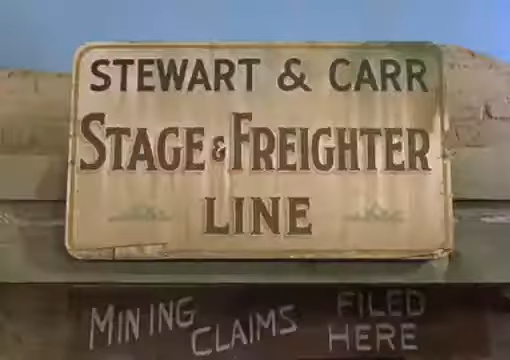 STEWART & CARR
STAGE & FREIGHTER
LINE
MINING CLAIMS FILED HERE